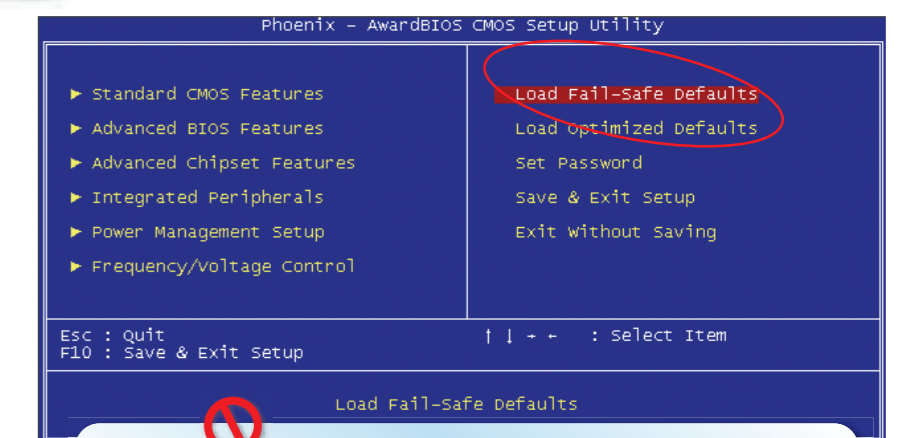 Phoenix – AwardBIOS CMOS Setup Utility
► Standard CMOS Features
► Advanced BIOS Features
► Advanced Chipset Features
► Integrated Peripherals
► Power Management Setup
► Frequency/Voltage Control
Load Fail-Safe Defaults
Load Optimized Defaults
Set Password
Save & Exit Setup
Exit Without Saving
Esc : Quit
F10 : Save & Exit Setup
↑ ↓ → ← : Select Item
Load Fail-Safe Defaults